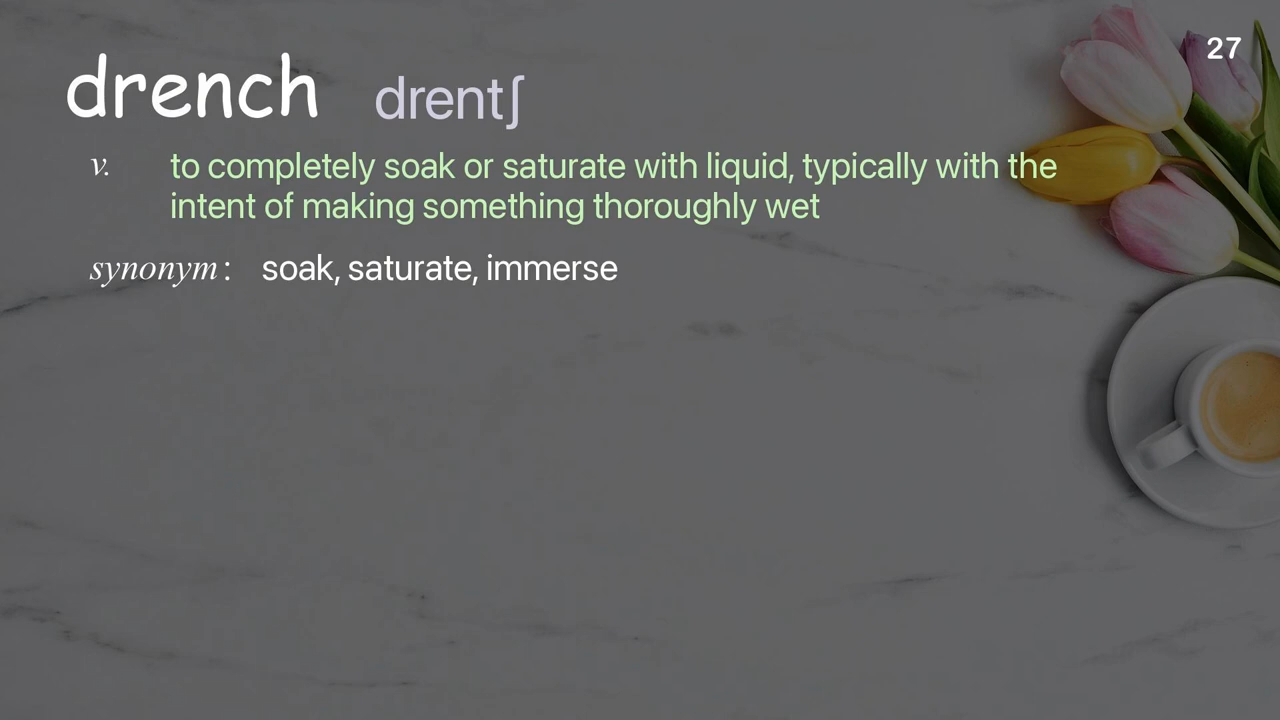 27
drench drentʃ
v. to completely soak or saturate with liquid, typically with the
intent of making something thoroughly wet
synonym : soak, saturate, immerse